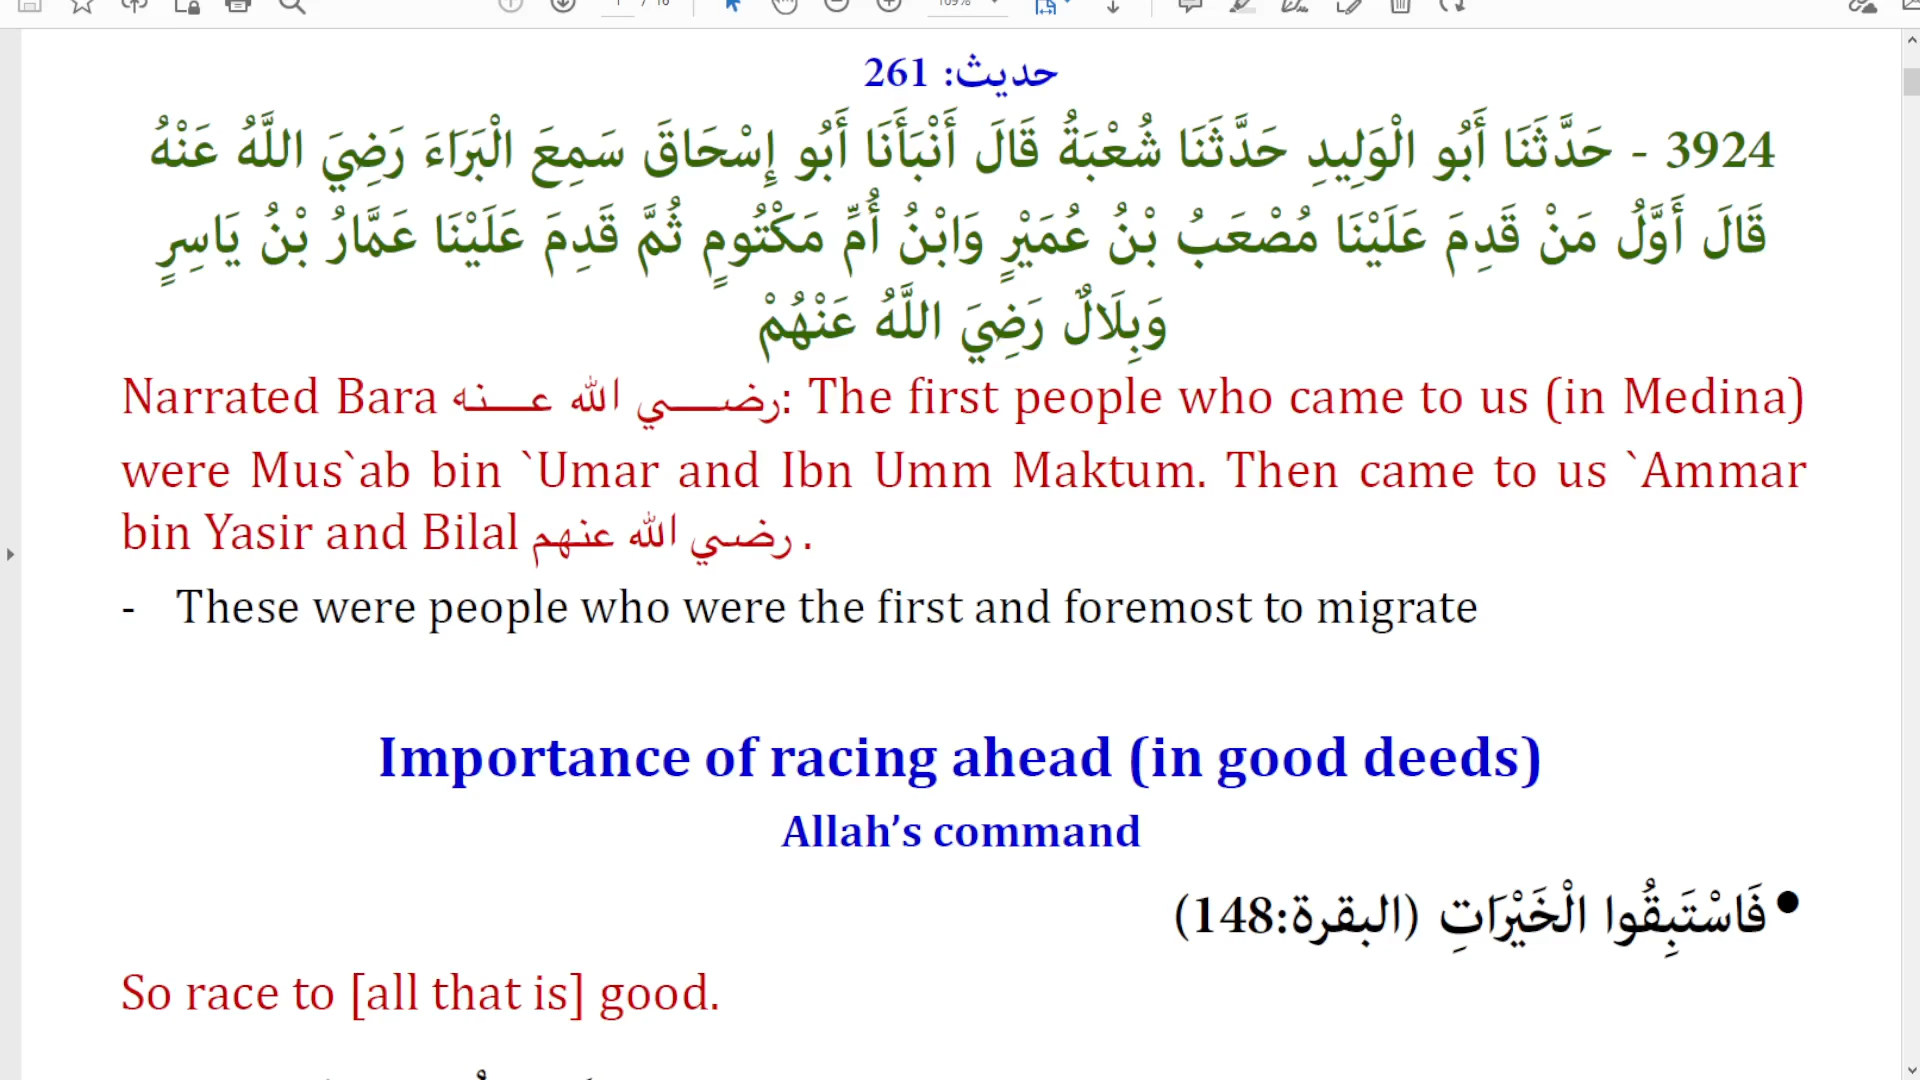 1 / 16 109%
حديث: 261
3924 - حَدَّثَنَا أَبُو الْوَلِيدِ حَدَّثَنَا شُعْبَةُ قَالَ أَنْبَأَنَا أَبُو إِسْحَاقَ سَمِعَ الْبَرَاءَ رَضِيَ اللَّهُ عَنْهُ
قَالَ أَوَّلُ مَنْ قَدِمَ عَلَيْنَا مُصْعَبُ بْنُ عُمَيْرٍ وَابْنُ أُمِّ مَكْتُومٍ ثُمَّ قَدِمَ عَلَيْنَا عَمَّارُ بْنُ يَاسِرٍ
وَبِلَالٌ رَضِيَ اللَّهُ عَنْهُمْ
Narrated Bara رضي الله عنه: The first people who came to us (in Medina)
were Mus`ab bin `Umar and Ibn Umm Maktum. Then came to us `Ammar
bin Yasir and Bilal رضي الله عنهم .
- These were people who were the first and foremost to migrate
Importance of racing ahead (in good deeds)
Allah’s command
• فَاسْتَبِقُوا الْخَيْرَاتِ (البقرة:148)
So race to [all that is] good.